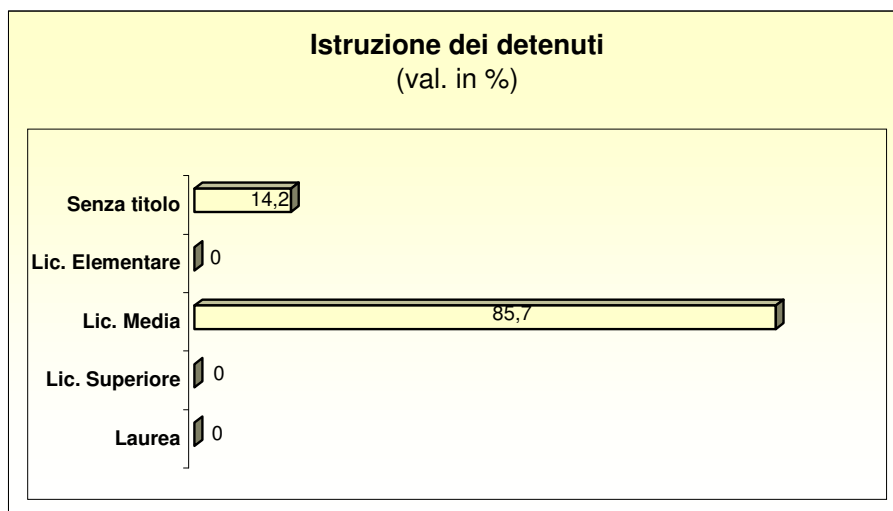 Istruzione dei detenuti
(val. in %)
Senza titolo 14,2
Lic. Elementare 0
Lic. Media 85,7
Lic. Superiore 0
Laurea 0